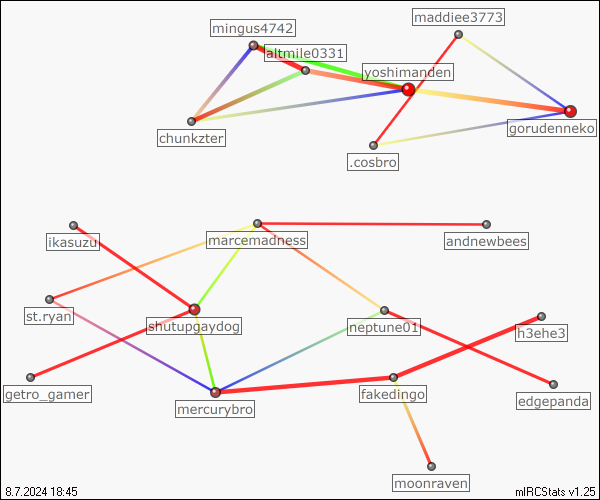 maddiee3773
mingus4742
altmile0331
yoshimanden
gorudenneko
chunkzter
.cosbro
ikasuzu
marcemadness
andnewbees
st.ryan
shutupgaydog
neptune01
h3ehe3
getro_gamer
mercurybro
fakedingo
edgepanda
moonraven
8.7.2024 18:45
mIRCStats v1.25